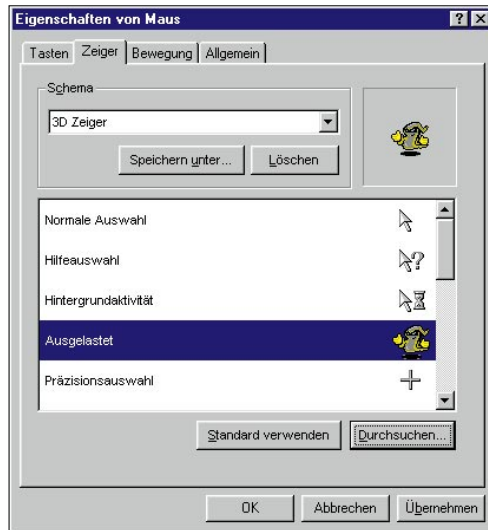 Eigenschaften von Maus
Tasten Zeiger Bewegung Allgemein
Schema
3D Zeiger
Speichern unter... Löschen
Normale Auswahl
Hilfeauswahl
Hintergrundaktivität
Ausgelastet
Präzisionsauswahl
Standard verwenden Durchsuchen...
OK Abbrechen Übernehmen